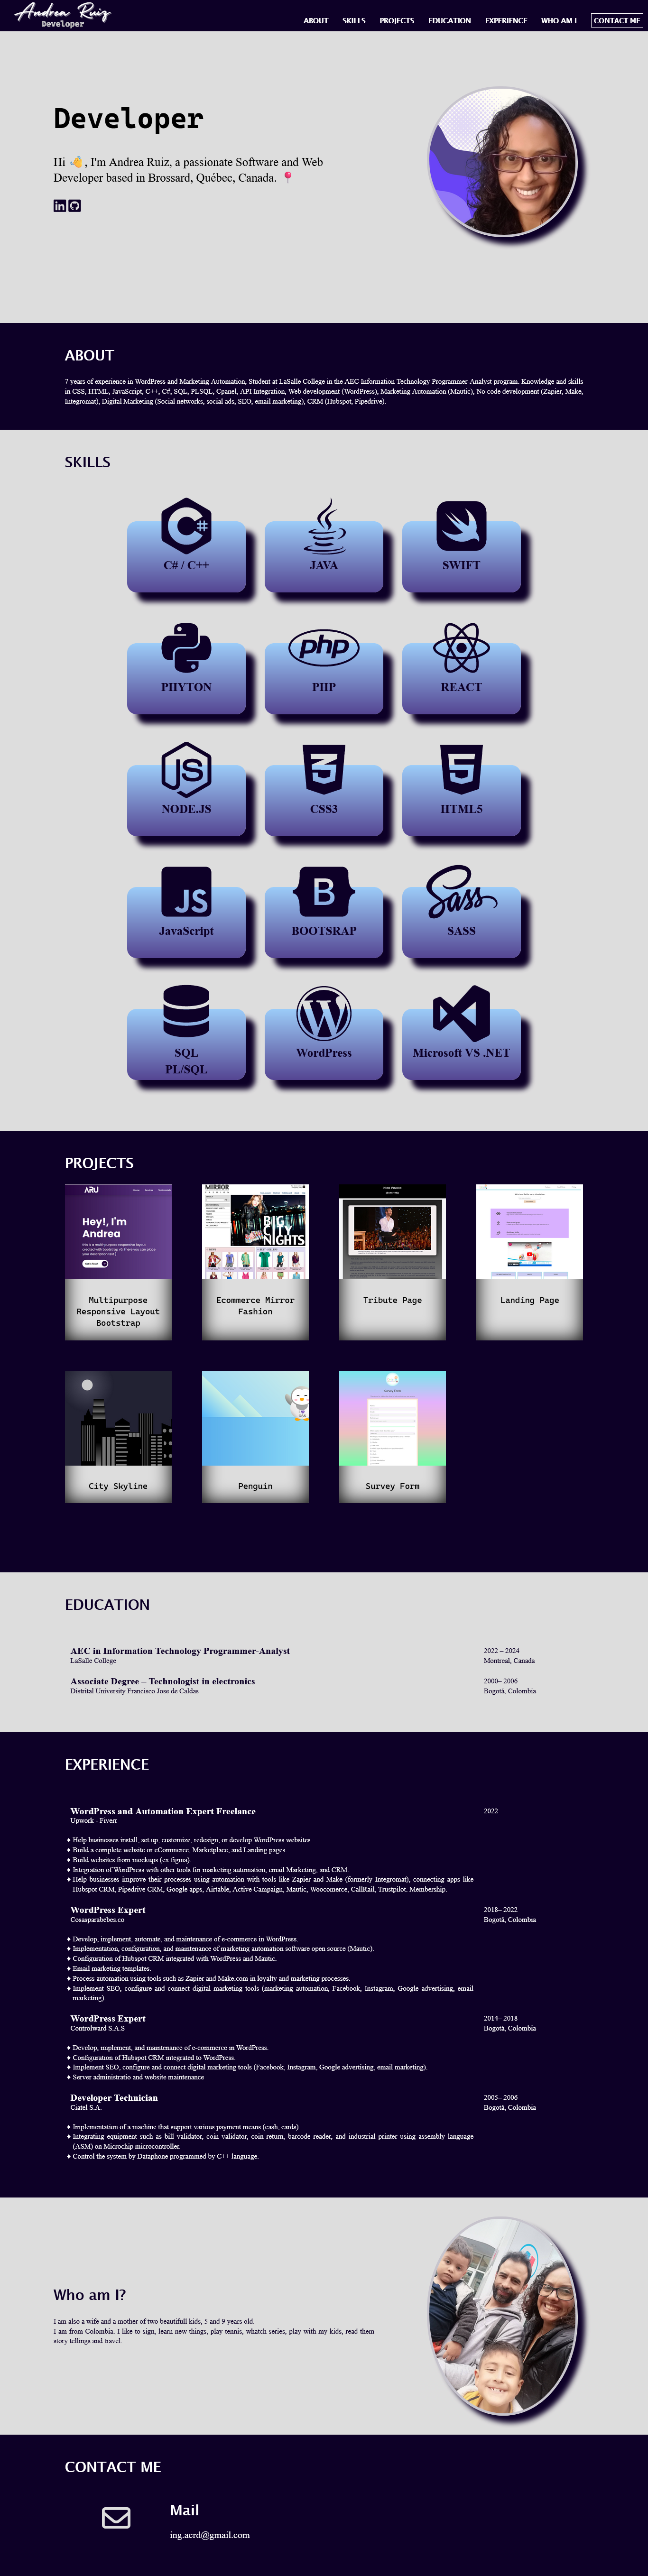 Andrea Ruiz
Developer
ABOUT SKILLS PROJECTS EDUCATION EXPERIENCE WHO AM I CONTACT ME
Developer
Hi 👋, I'm Andrea Ruiz, a passionate Software and Web
Developer based in Brossard, Québec, Canada. 📍
ABOUT
7 years of experience in WordPress and Marketing Automation, Student at LaSalle College in the AEC Information Technology Programmer-Analyst program. Knowledge and skills
in CSS, HTML, JavaScript, C++, C#, SQL, PLSQL, Cpanel, API Integration, Web development (WordPress), Marketing Automation (Mautic), No code development (Zapier, Make,
Integromat), Digital Marketing (Social networks, social ads, SEO, email marketing), CRM (Hubspot, Pipedrive).
SKILLS
C# / C++
JAVA
SWIFT
php
PHYTON
PHP
REACT
JS
NODE.JS
CSS3
HTML5
JS
B
Sass
JavaScript
BOOTSRAP
SASS
SQL
PL/SQL
WordPress
Microsoft VS .NET
PROJECTS
ARU
Hey!, I'm
Andrea
MIRROR
BIG
CITY
NIGHTS
Multipurpose
Responsive Layout
Bootstrap
Ecommerce Mirror
Fashion
Tribute Page
Landing Page
City Skyline
Penguin
Survey Form
EDUCATION
AEC in Information Technology Programmer-Analyst
2022 – 2024
LaSalle College
Montreal, Canada
Associate Degree – Technologist in electronics
2000– 2006
Distrital University Francisco Jose de Caldas
Bogotá, Colombia
EXPERIENCE
WordPress and Automation Expert Freelance
2022
Upwork - Fiverr
♦ Help businesses install, set up, customize, redesign, or develop WordPress websites.
♦ Build a complete website or eCommerce, Marketplace, and Landing pages.
♦ Build websites from mockups (ex figma).
♦ Integration of WordPress with other tools for marketing automation, email Marketing, and CRM.
♦ Help businesses improve their processes using automation with tools like Zapier and Make (formerly Integromat), connecting apps like
Hubspot CRM, Pipedrive CRM, Google apps, Airtable, Active Campaign, Mautic, Woocomerce, CallRail, Trustpilot. Membership.
WordPress Expert
2018– 2022
Cosasparabebes.co
Bogotá, Colombia
♦ Develop, implement, automate, and maintenance of e-commerce in WordPress.
♦ Implementation, configuration, and maintenance of marketing automation software open source (Mautic).
♦ Configuration of Hubspot CRM integrated with WordPress and Mautic.
♦ Email marketing templates.
♦ Process automation using tools such as Zapier and Make.com in loyalty and marketing processes.
♦ Implement SEO, configure and connect digital marketing tools (marketing automation, Facebook, Instagram, Google advertising, email
marketing).
WordPress Expert
2014– 2018
Controlward S.A.S
Bogotá, Colombia
♦ Develop, implement, and maintenance of e-commerce in WordPress.
♦ Configuration of Hubspot CRM integrated to WordPress.
♦ Implement SEO, configure and connect digital marketing tools (Facebook, Instagram, Google advertising, email marketing).
♦ Server administratio and website maintenance
Developer Technician
2005– 2006
Ciatel S.A.
Bogotá, Colombia
♦ Implementation of a machine that support various payment means (cash, cards)
♦ Integrating equipment such as bill validator, coin validator, coin return, barcode reader, and industrial printer using assembly language
(ASM) on Microchip microcontroller.
♦ Control the system by Dataphone programmed by C++ language.
Who am I?
I am also a wife and a mother of two beautifull kids, 5 and 9 years old.
I am from Colombia. I like to sign, learn new things, play tennis, whatch series, play with my kids, read them
story tellings and travel.
CONTACT ME
Mail
ing.acrd@gmail.com